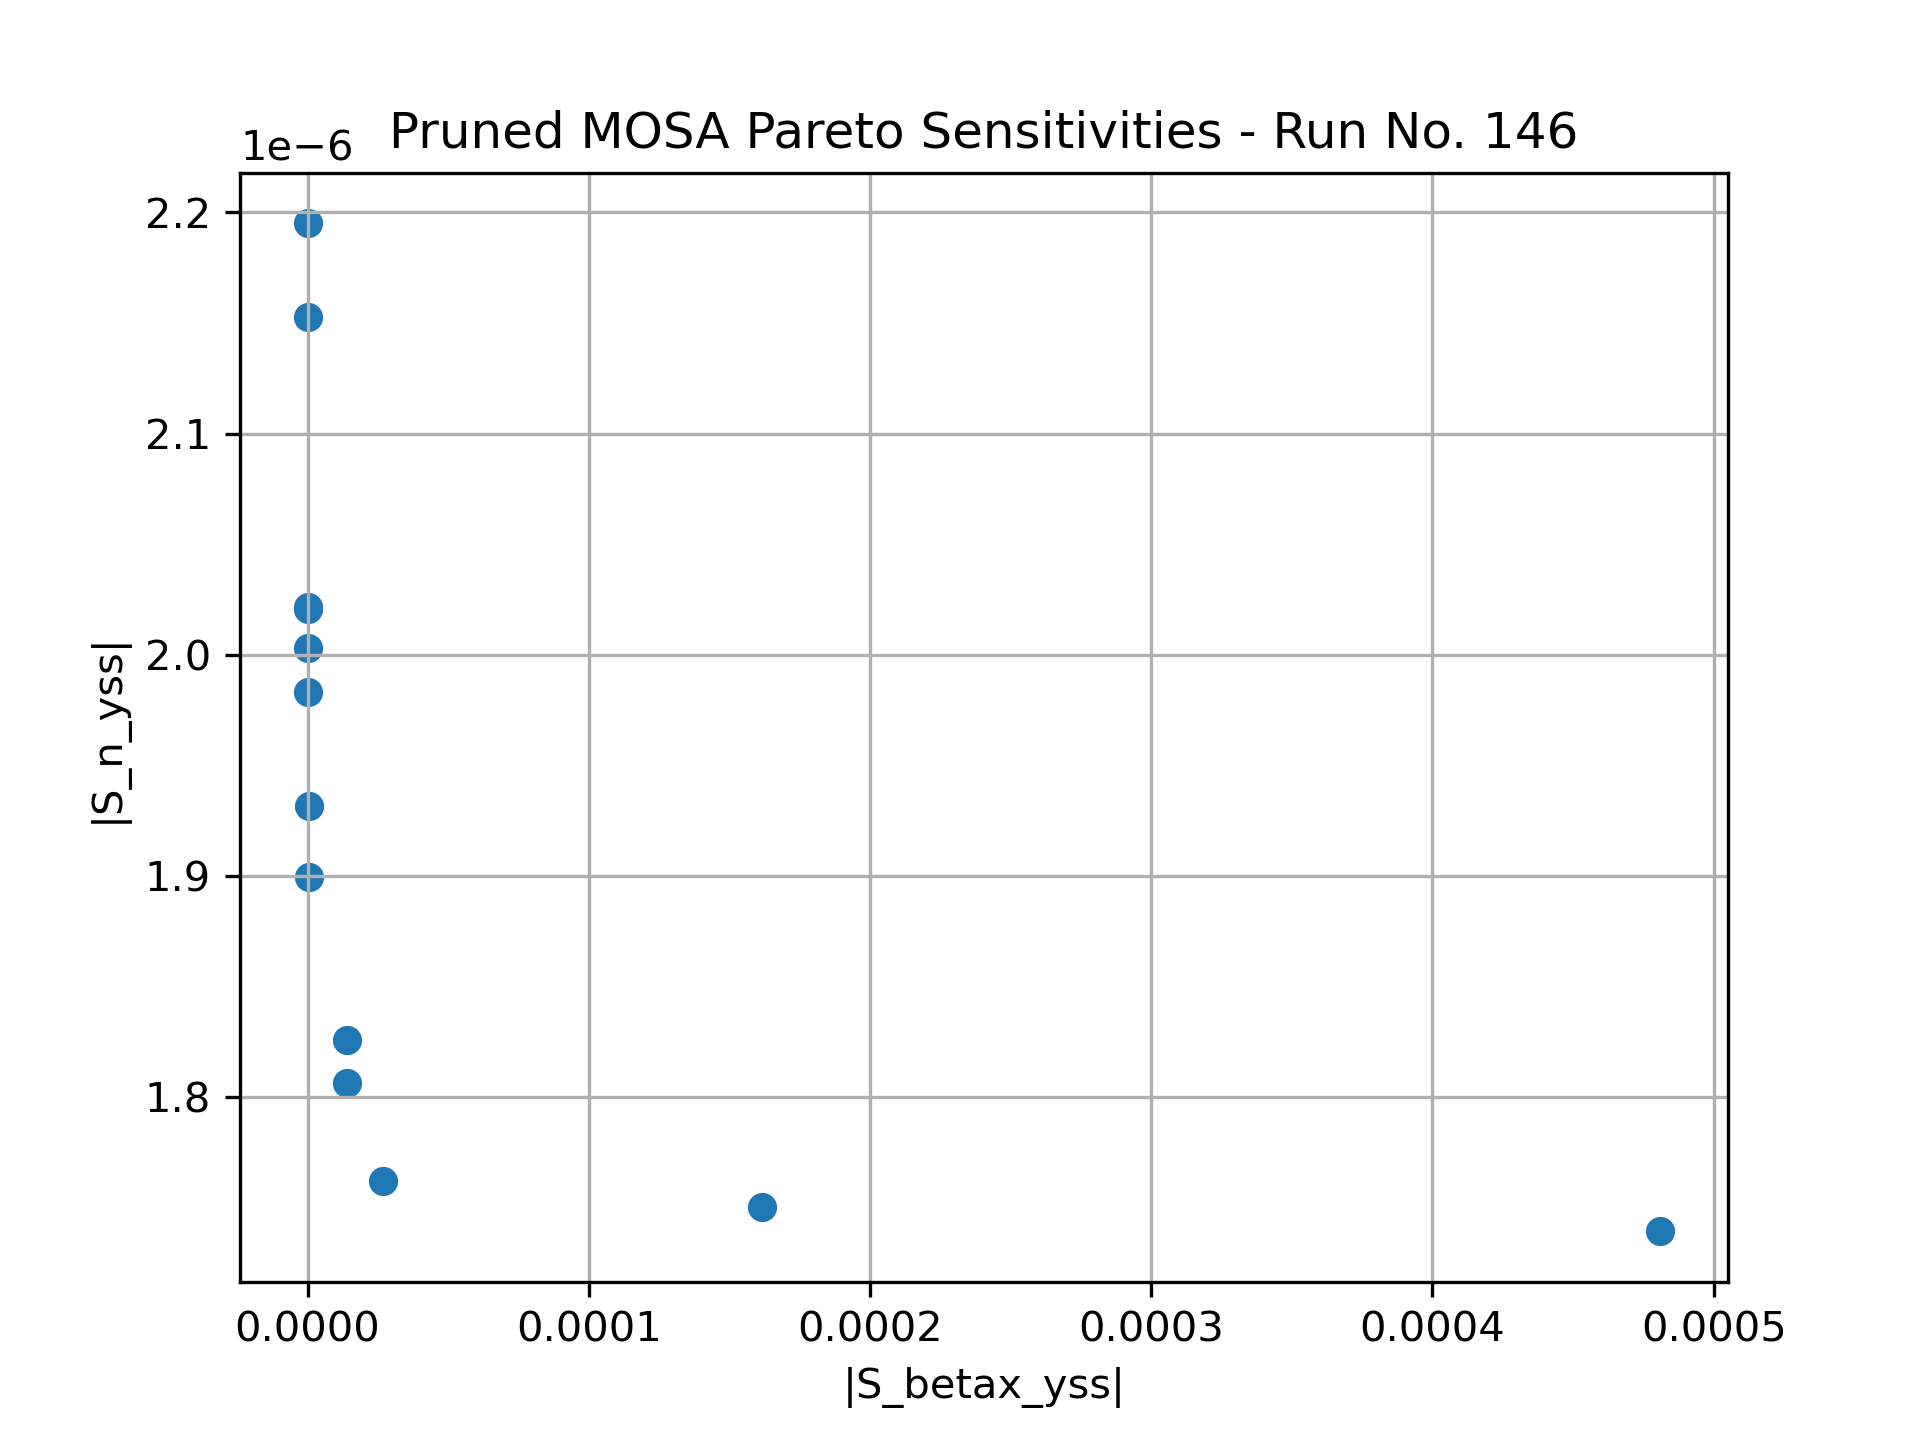 Pruned MOSA Pareto Sensitivities - Run No. 146
1e−6
2.2
2.1
2.0
1.9
1.8
|S_n_yss|
0.0000 0.0001 0.0002 0.0003 0.0004 0.0005
|S_betax_yss|